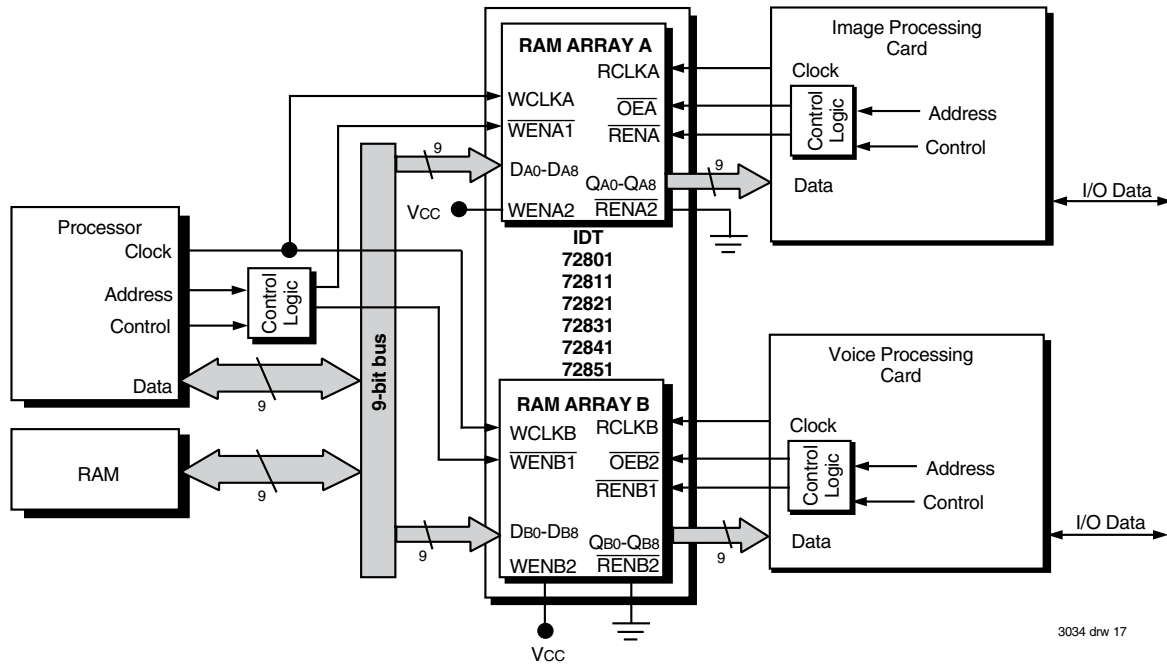 RAM ARRAY A
WCLKA
WENA1
DA0-DA8
WENA2
RCLKA
OEA
RENA
QA0-QA8
RENA2
9
VCC
9
IDT
72801
72811
72821
72831
72841
72851
Image Processing
Card
Clock
Control
Logic
Address
Control
Data
I/O Data
Processor
Clock
Address
Control
Data
Control
Logic
9
9-bit bus
RAM
9
RAM ARRAY B
WCLKB
WENB1
DB0-DB8
WENB2
RCLKB
OEB2
RENB1
QB0-QB8
RENB2
9
VCC
9
Voice Processing
Card
Clock
Control
Logic
Address
Control
Data
I/O Data
3034 drw 17